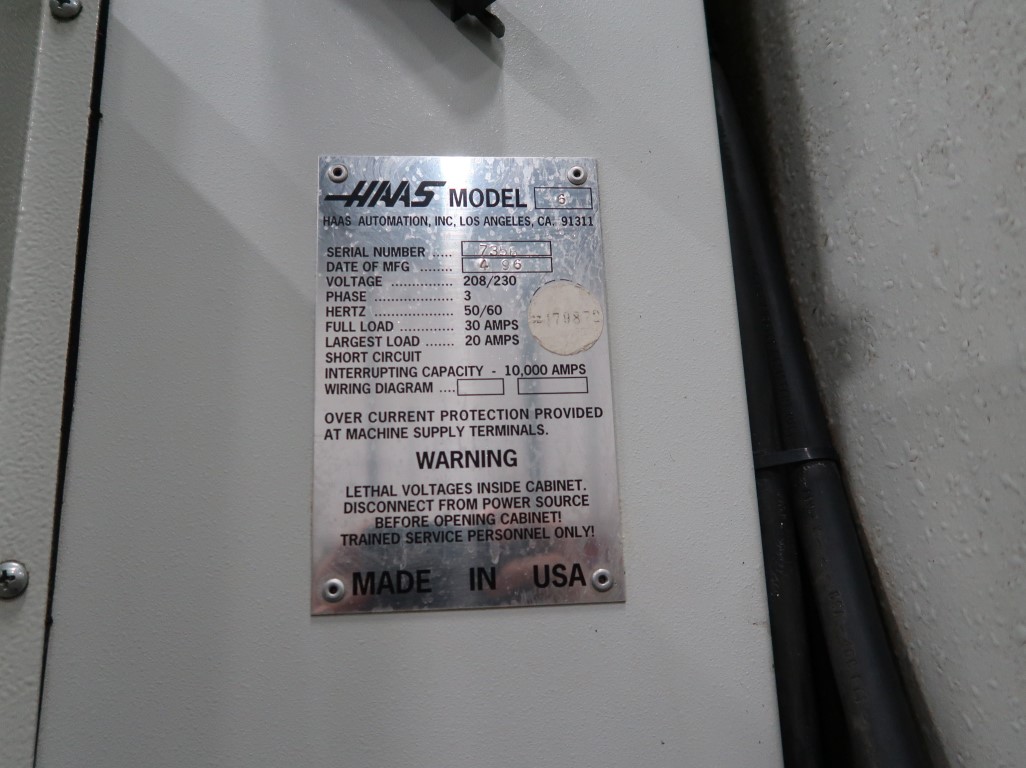 HAAS MODEL 6
HAAS AUTOMATION, INC, LOS ANGELES, CA. 91311
SERIAL NUMBER .....
DATE OF MFG ........ 4 96
VOLTAGE ............... 208/230
PHASE ................... 3
HERTZ ................... 50/60
FULL LOAD ............. 30 AMPS
LARGEST LOAD ....... 20 AMPS
SHORT CIRCUIT
INTERRUPTING CAPACITY - 10,000 AMPS
WIRING DIAGRAM ....
OVER CURRENT PROTECTION PROVIDED
AT MACHINE SUPPLY TERMINALS.
WARNING
LETHAL VOLTAGES INSIDE CABINET.
DISCONNECT FROM POWER SOURCE
BEFORE OPENING CABINET!
TRAINED SERVICE PERSONNEL ONLY!
MADE IN USA